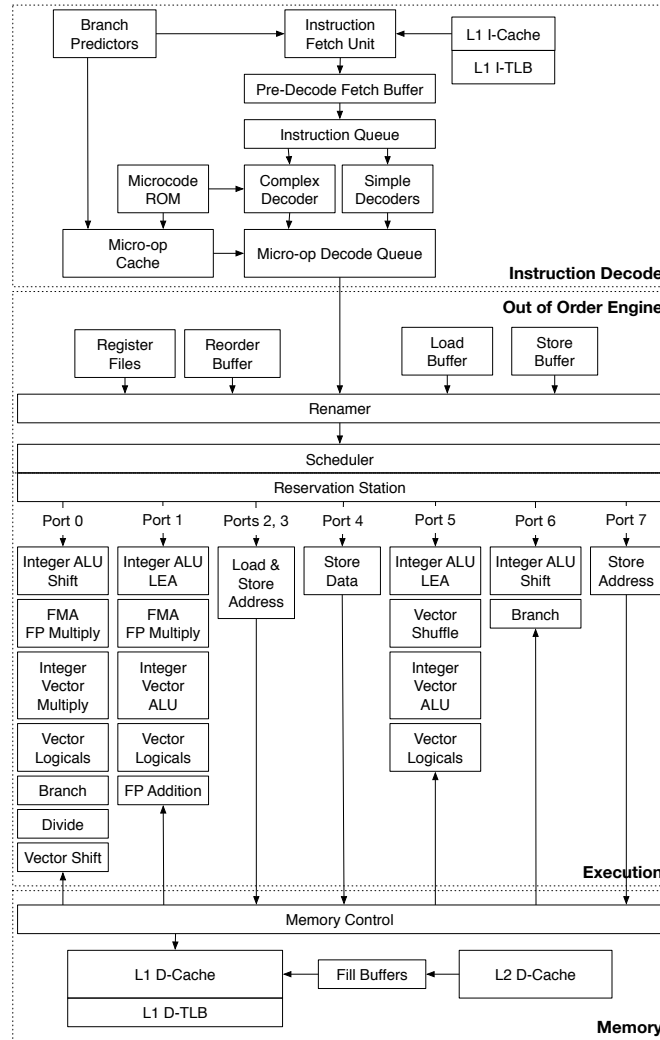 Branch
Predictors
Instruction
Fetch Unit
L1 I-Cache
L1 I-TLB
Pre-Decode Fetch Buffer
Instruction Queue
Microcode
ROM
Complex
Decoder
Simple
Decoders
Micro-op
Cache
Micro-op Decode Queue
Instruction Decode
Out of Order Engine
Register
Files
Reorder
Buffer
Load
Buffer
Store
Buffer
Renamer
Scheduler
Reservation Station
Port 0
Port 1
Ports 2, 3
Port 4
Port 5
Port 6
Port 7
Integer ALU
Shift
FMA
FP Multiply
Integer
Vector
Multiply
Vector
Logicals
Branch
Divide
Vector Shift
Integer ALU
LEA
FMA
FP Multiply
Integer
Vector
ALU
Vector
Logicals
FP Addition
Load &
Store
Address
Store
Data
Integer ALU
LEA
Vector
Shuffle
Integer
Vector
ALU
Vector
Logicals
Integer ALU
Shift
Branch
Store
Address
Execution
Memory Control
L1 D-Cache
L1 D-TLB
Fill Buffers
L2 D-Cache
Memory